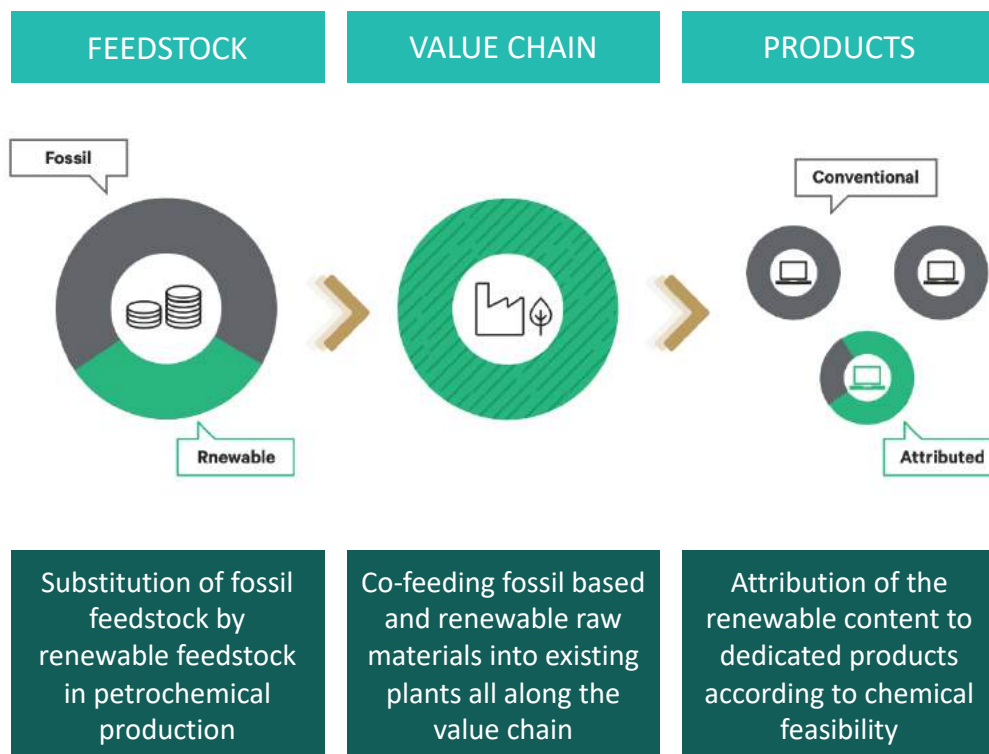 FEEDSTOCK
VALUE CHAIN
PRODUCTS
Fossil
Conventional
Rnewable
Attributed
Substitution of fossil
feedstock by
renewable feedstock
in petrochemical
production
Co-feeding fossil based
and renewable raw
materials into existing
plants all along the
value chain
Attribution of the
renewable content to
dedicated products
according to chemical
feasibility